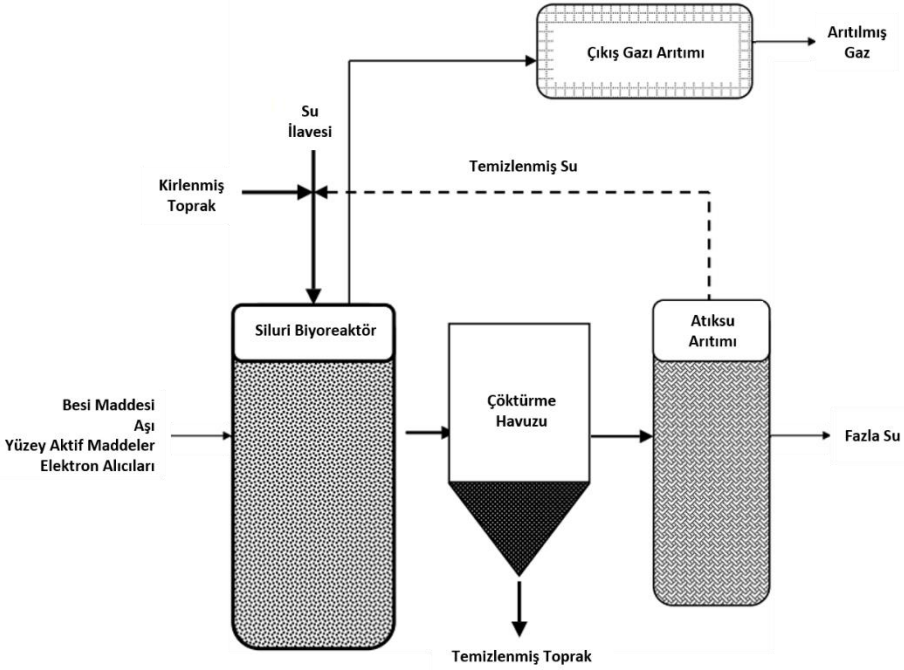 Çıkış Gazı Arıtımı
Arıtılmış
Gaz
Su
İlavesi
Temizlenmiş Su
Kirlenmiş
Toprak
Siluri Biyoreaktör
Atıksu
Arıtımı
Çöktürme
Havuzu
Besi Maddesi
Aşı
Yüzey Aktif Maddeler
Elektron Alıcıları
Fazla Su
Temizlenmiş Toprak